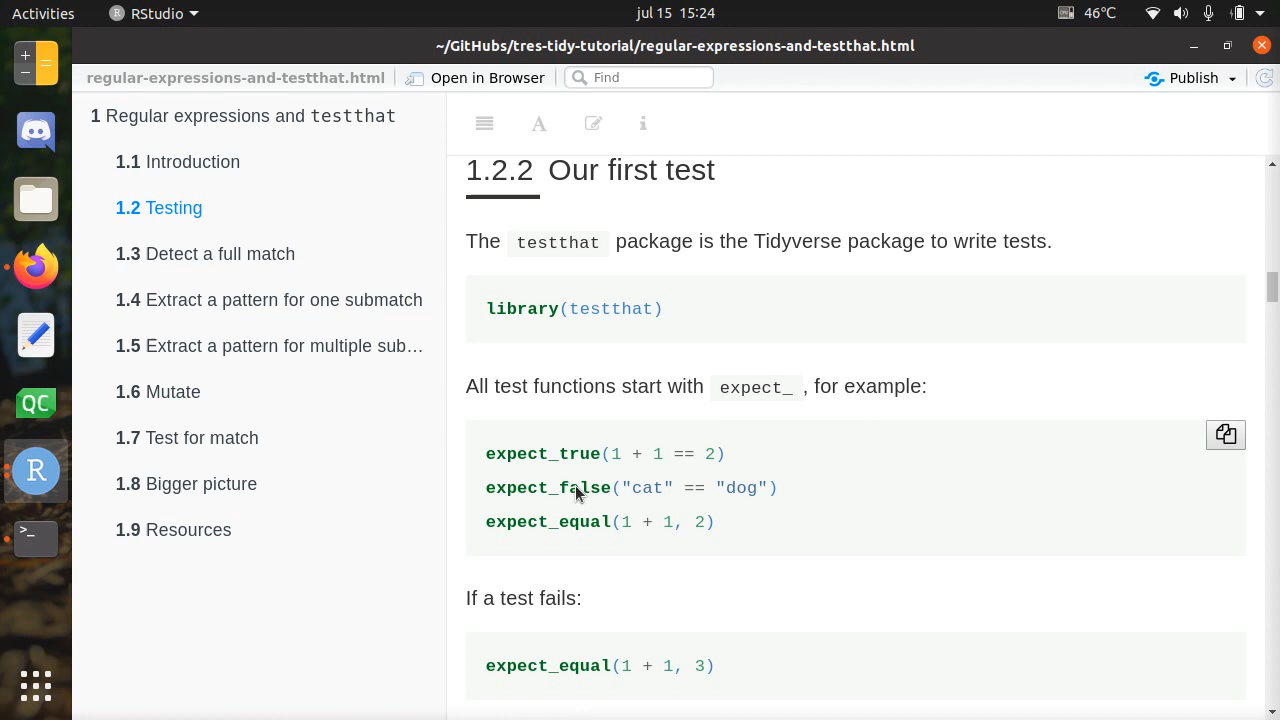 Activities
RStudio
jul 15 15:24
46°C
~/GitHubs/tres-tidy-tutorial/regular-expressions-and-testthat.html
regular-expressions-and-testthat.html
Open in Browser
Find
Publish
1 Regular expressions and testthat
1.1 Introduction
1.2 Testing
1.3 Detect a full match
1.4 Extract a pattern for one submatch
1.5 Extract a pattern for multiple sub…
1.6 Mutate
1.7 Test for match
1.8 Bigger picture
1.9 Resources
QC
R
>_
A
i
1.2.2 Our first test
The testthat package is the Tidyverse package to write tests.
library(testthat)
All test functions start with expect_ , for example:
expect_true(1 + 1 == 2)
expect_false("cat" == "dog")
expect_equal(1 + 1, 2)
If a test fails:
expect_equal(1 + 1, 3)